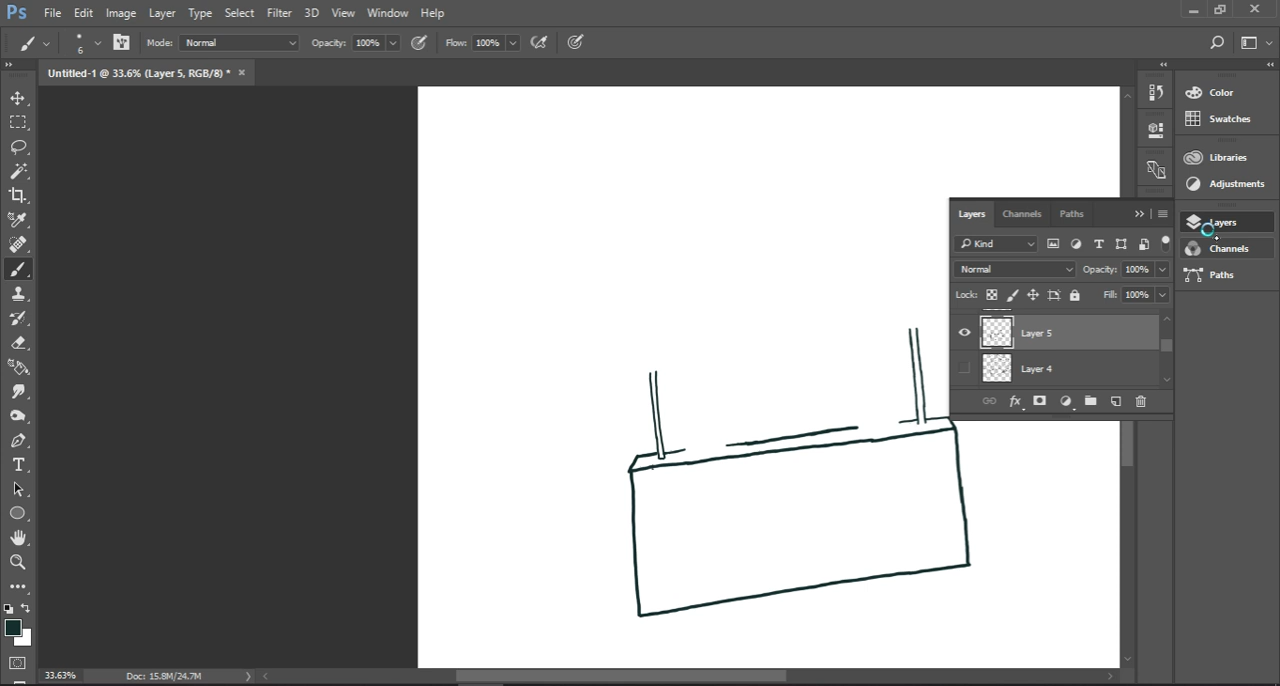 Ps File Edit Image Layer Type Select Filter 3D View Window Help
6 Mode: Normal Opacity: 100% Flow: 100%
Untitled-1 @ 33.6% (Layer 5, RGB/8) *
Color
Swatches
Libraries
Adjustments
Layers
Channels
Paths
Layers Channels Paths
Kind
Normal Opacity: 100%
Lock: Fill: 100%
Layer 5
Layer 4
fx
33.63% Doc: 15.8M/24.7M